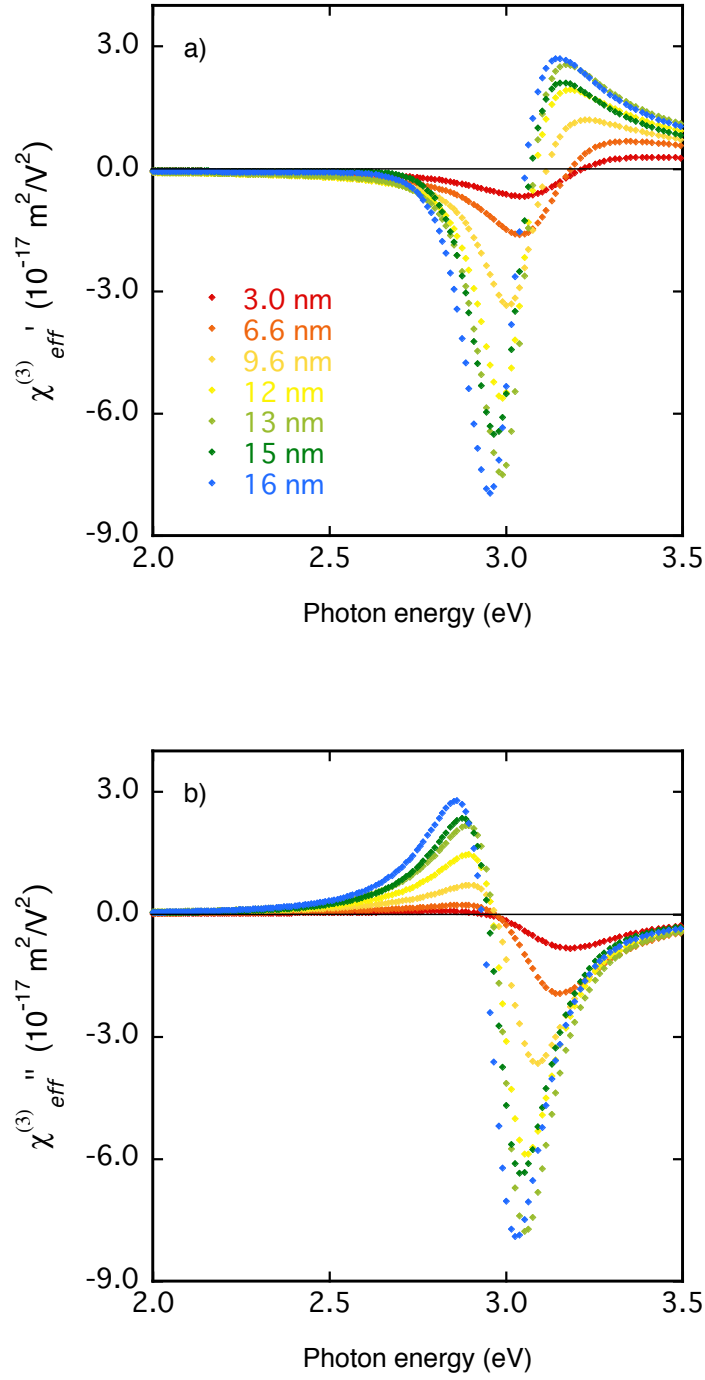 a)
3.0
0.0
-3.0
-6.0
-9.0
χ(3)eff ' (10-17 m2/V2)
3.0 nm
6.6 nm
9.6 nm
12 nm
13 nm
15 nm
16 nm
2.0 2.5 3.0 3.5
Photon energy (eV)
b)
3.0
0.0
-3.0
-6.0
-9.0
χ(3)eff " (10-17 m2/V2)
2.0 2.5 3.0 3.5
Photon energy (eV)